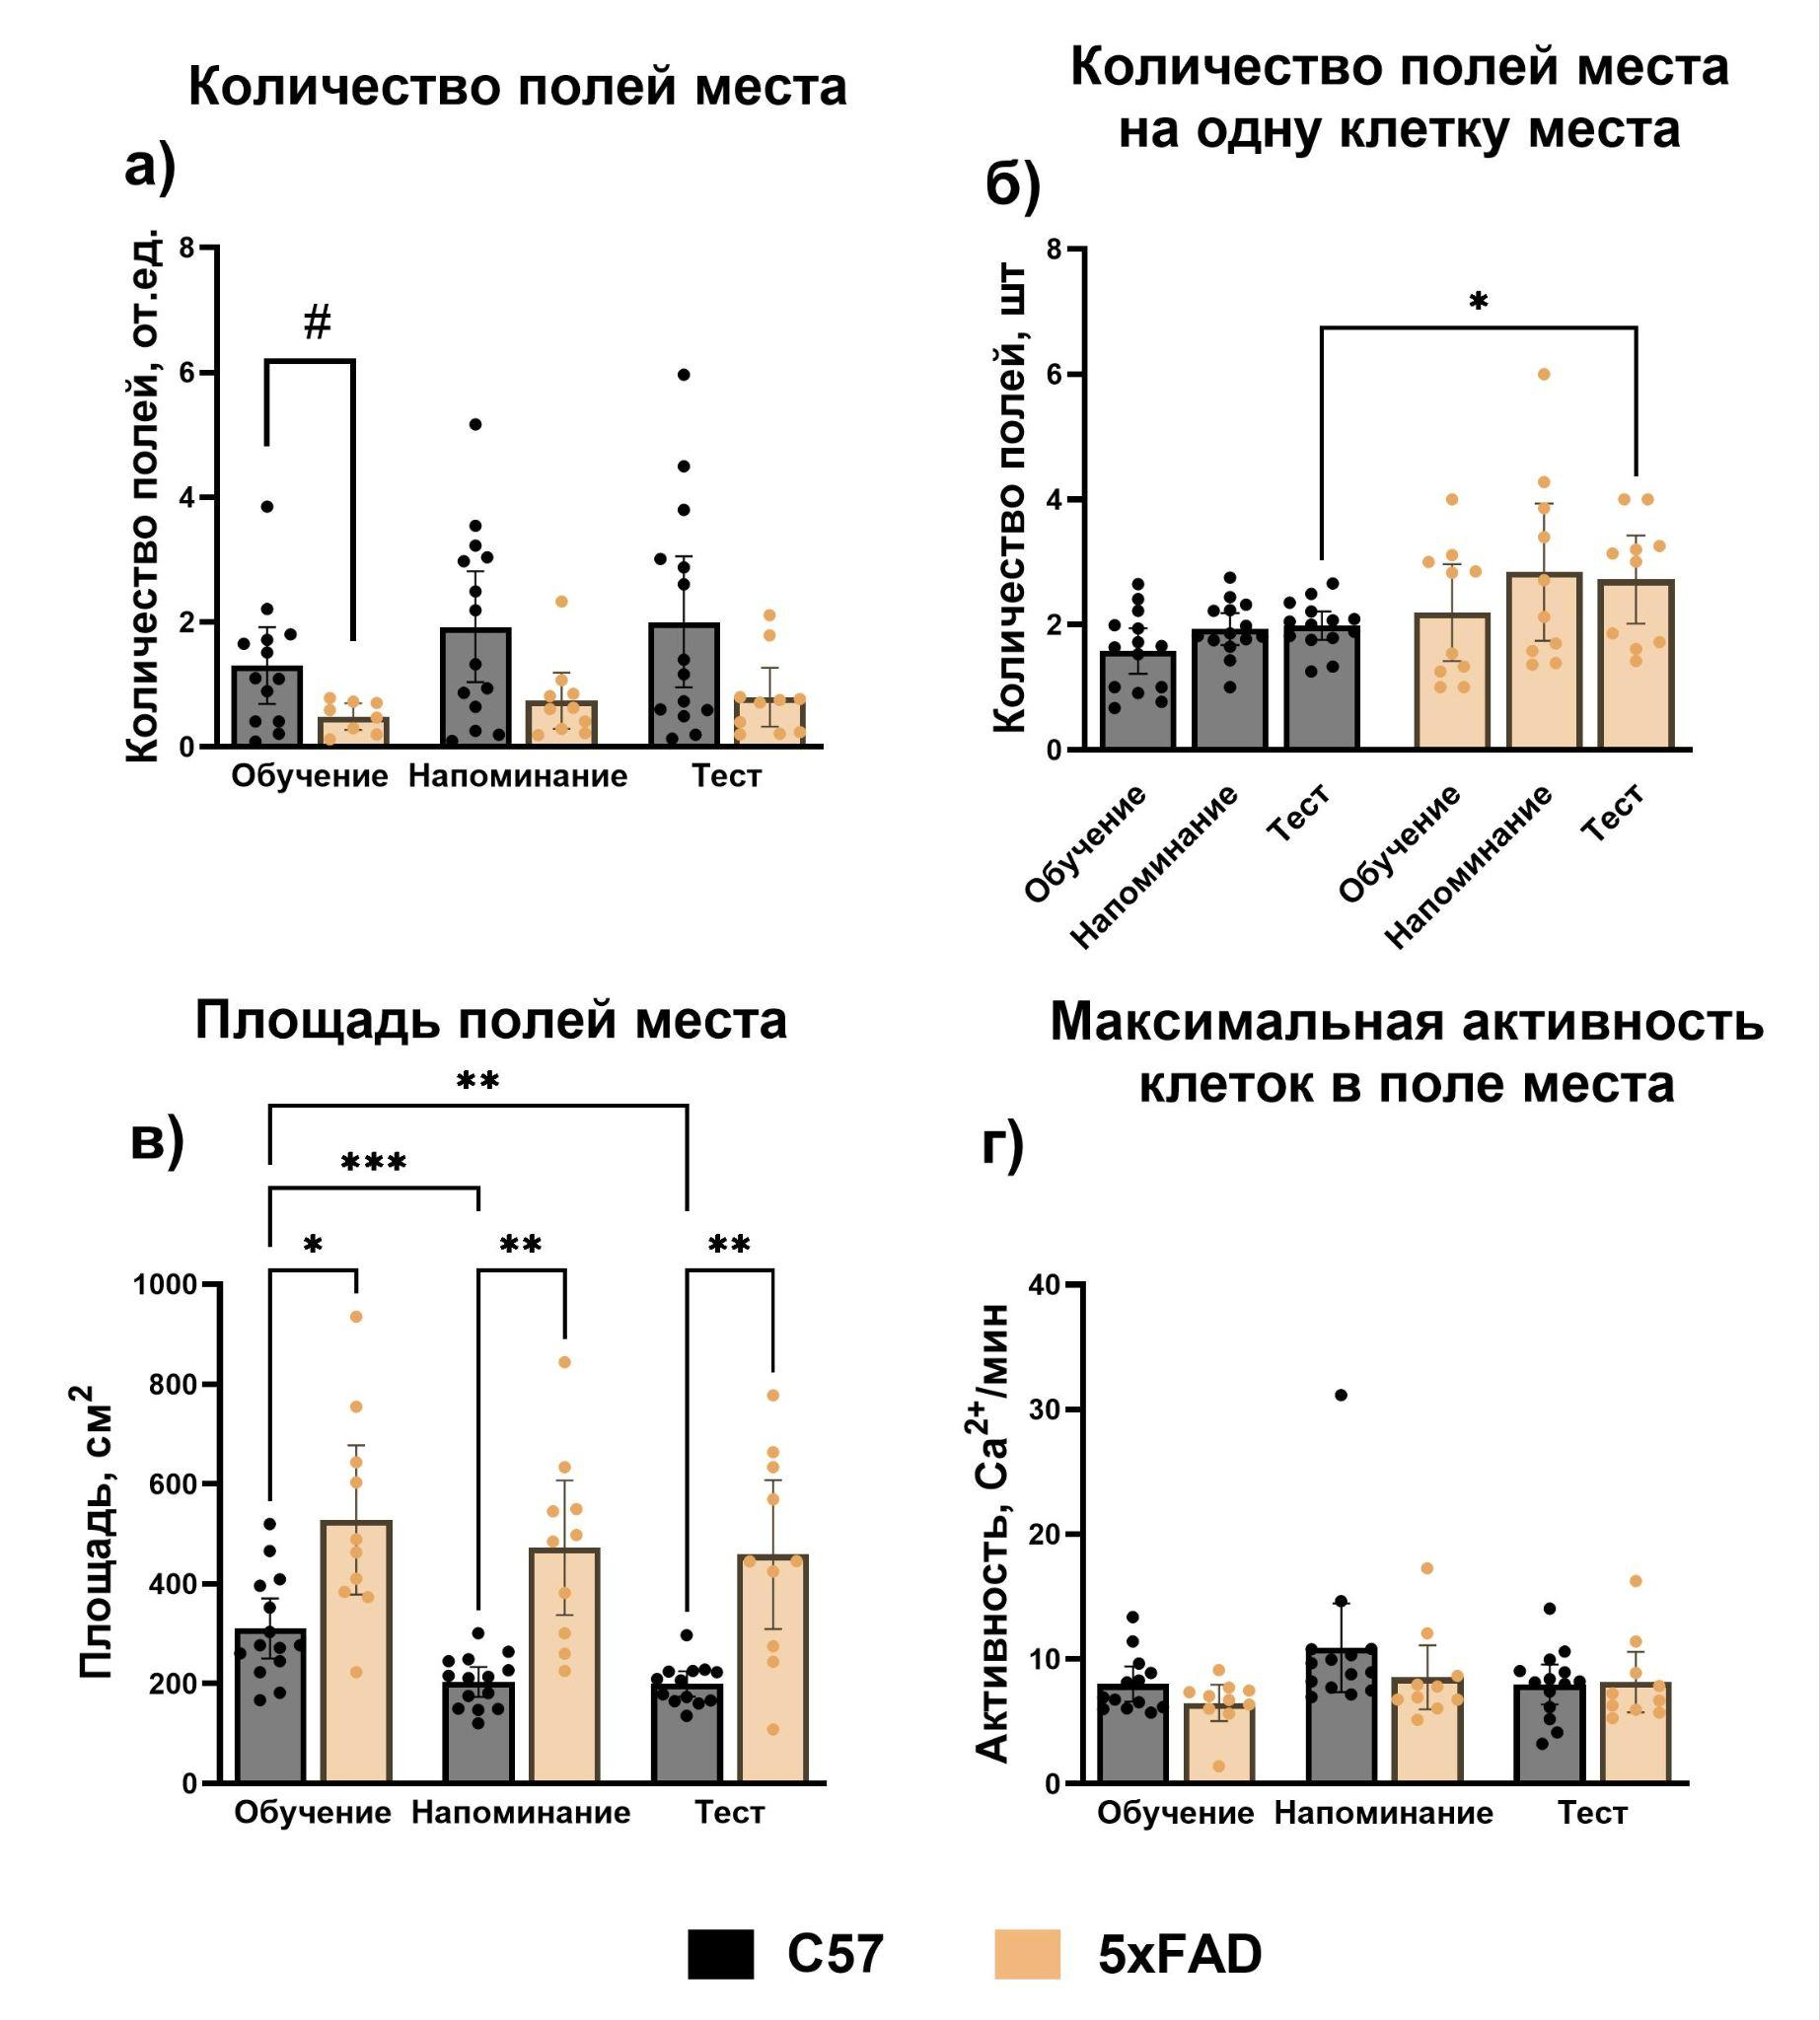 Количество полей места
а)
Количество полей, от.ед.
8
6
4
2
0
#
Обучение Напоминание Тест
Количество полей места
на одну клетку места
б)
Количество полей, шт
8
6
4
2
0
*
Обучение
Напоминание
Тест
Обучение
Напоминание
Тест
Площадь полей места
в)
**
***
* ** **
Площадь, см²
1000
800
600
400
200
0
Обучение Напоминание Тест
Максимальная активность
клеток в поле места
г)
Активность, Ca²⁺/мин
40
30
20
10
0
Обучение Напоминание Тест
C57 5xFAD